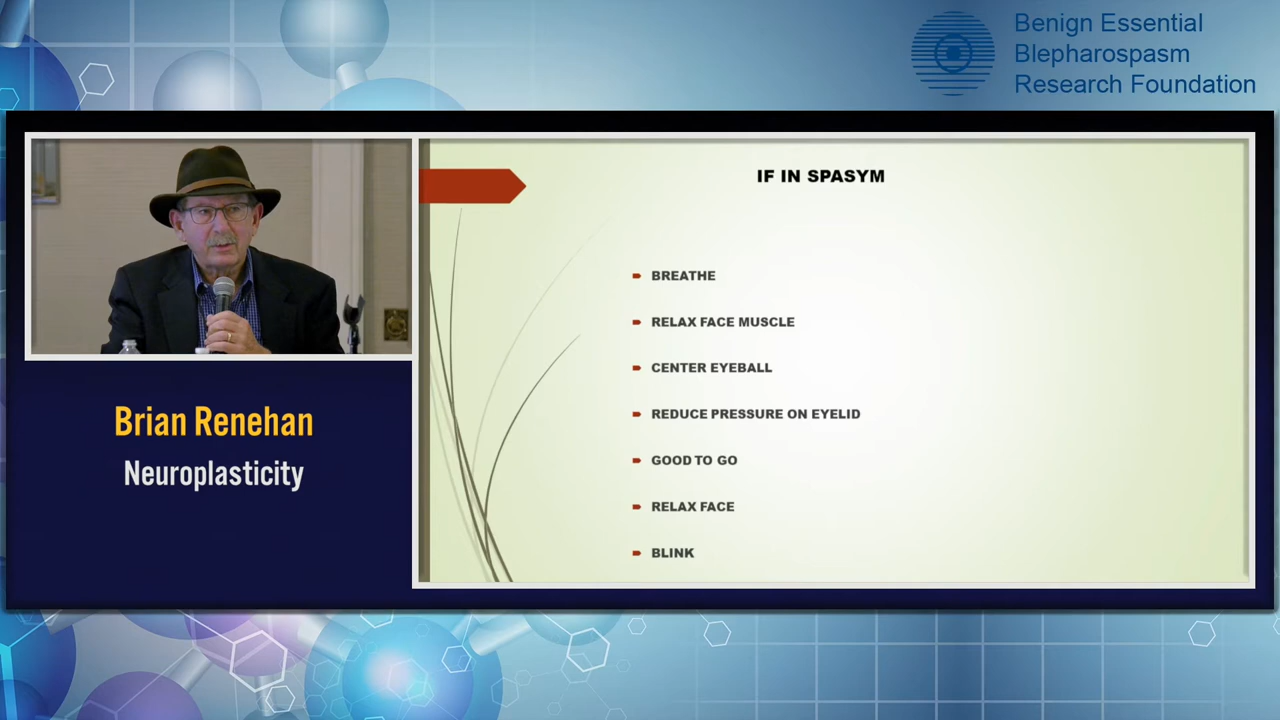 Benign Essential
Blepharospasm
Research Foundation
IF IN SPASYM
BREATHE
RELAX FACE MUSCLE
CENTER EYEBALL
REDUCE PRESSURE ON EYELID
GOOD TO GO
RELAX FACE
BLINK
Brian Renehan
Neuroplasticity